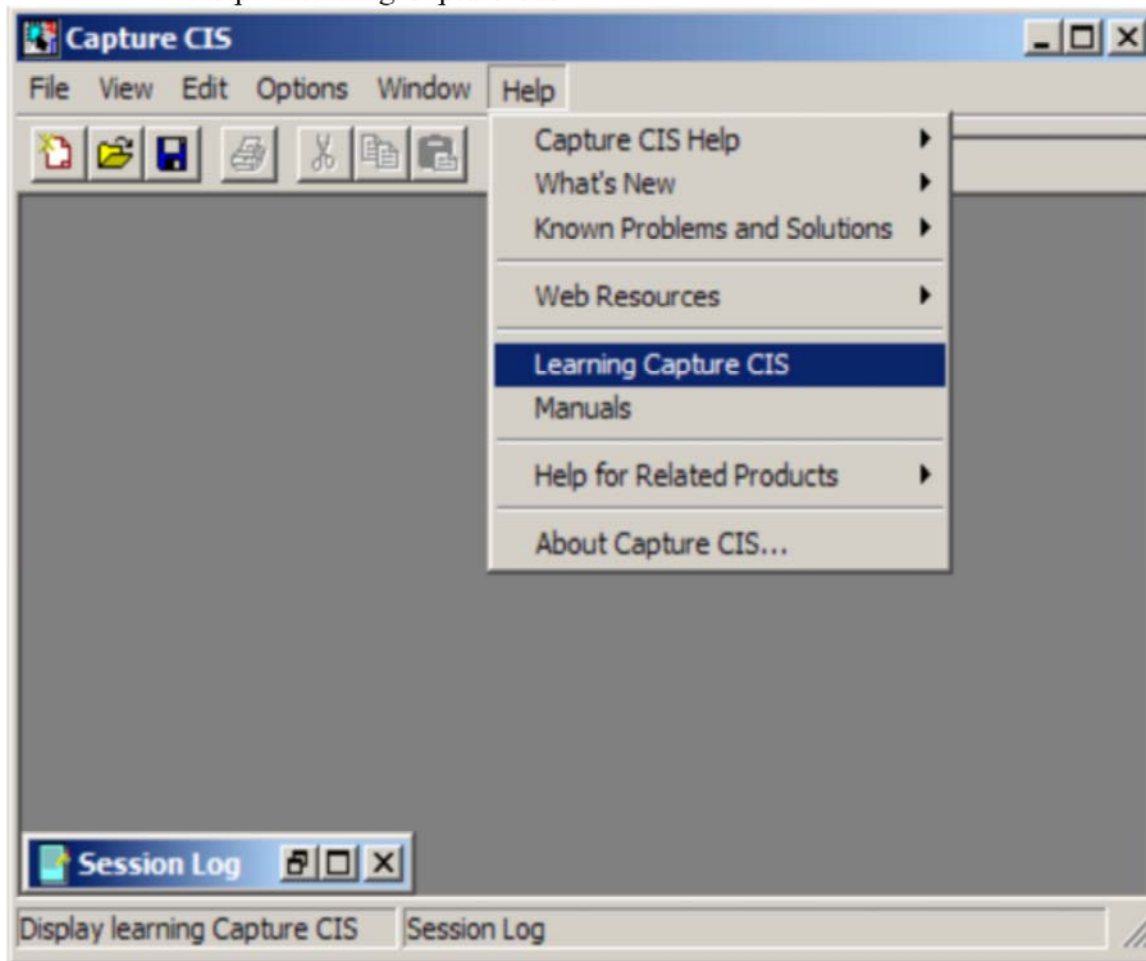 Capture CIS
File View Edit Options Window Help
Capture CIS Help
What's New
Known Problems and Solutions
Web Resources
Learning Capture CIS
Manuals
Help for Related Products
About Capture CIS...
Session Log
Display learning Capture CIS Session Log